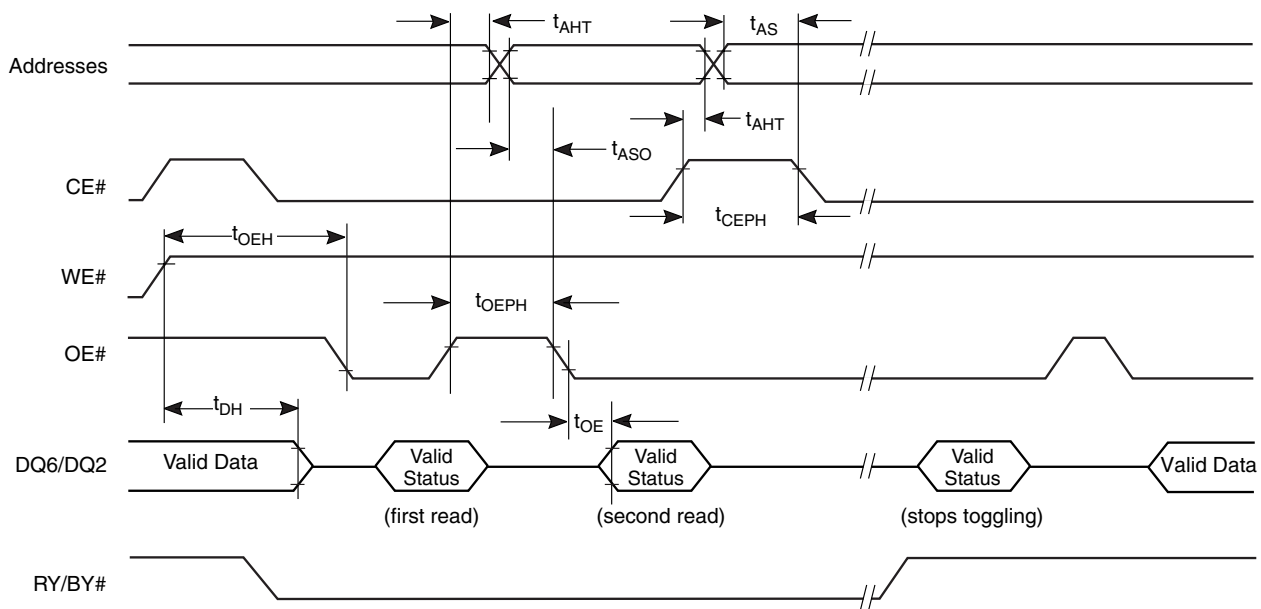 tAHT
tAS
Addresses
tAHT
tASO
CE#
tCEPH
tOEH
WE#
tOEPH
OE#
tDH
tOE
DQ6/DQ2
Valid Data
Valid
Status
Valid
Status
Valid
Status
Valid Data
(first read)
(second read)
(stops toggling)
RY/BY#